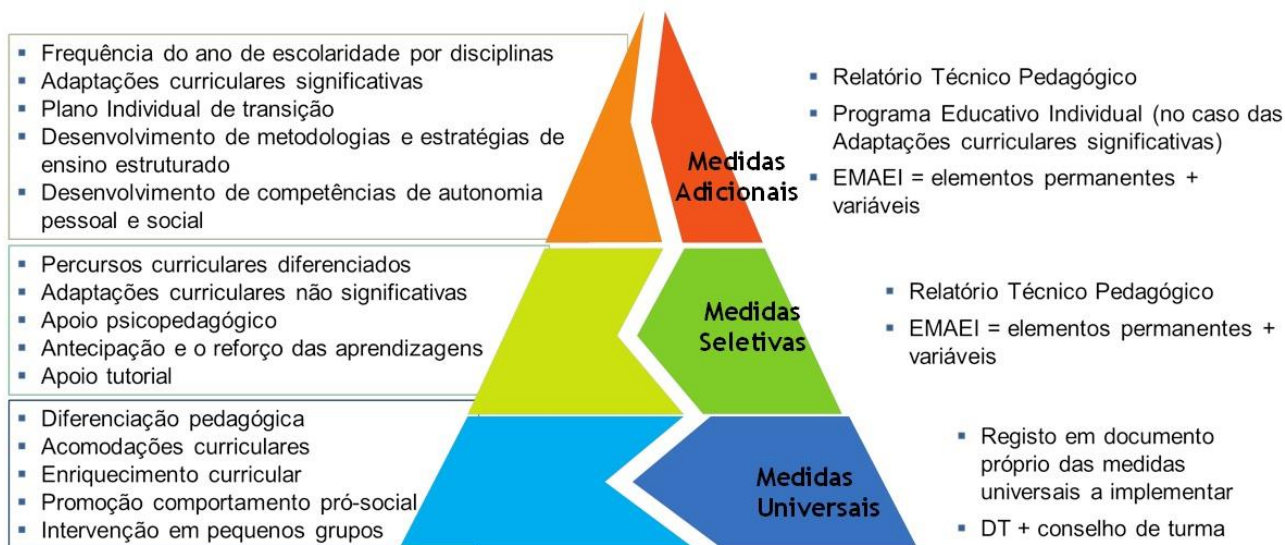 ▪ Frequência do ano de escolaridade por disciplinas
▪ Adaptações curriculares significativas
▪ Plano Individual de transição
▪ Desenvolvimento de metodologias e estratégias de
ensino estruturado
▪ Desenvolvimento de competências de autonomia
pessoal e social
Medidas
Adicionais
▪ Relatório Técnico Pedagógico
▪ Programa Educativo Individual (no caso das
Adaptações curriculares significativas)
▪ EMAEI = elementos permanentes +
variáveis
▪ Percursos curriculares diferenciados
▪ Adaptações curriculares não significativas
▪ Apoio psicopedagógico
▪ Antecipação e o reforço das aprendizagens
▪ Apoio tutorial
Medidas
Seletivas
▪ Relatório Técnico Pedagógico
▪ EMAEI = elementos permanentes +
variáveis
▪ Diferenciação pedagógica
▪ Acomodações curriculares
▪ Enriquecimento curricular
▪ Promoção comportamento pró-social
▪ Intervenção em pequenos grupos
Medidas
Universais
▪ Registo em documento
próprio das medidas
universais a implementar
▪ DT + conselho de turma